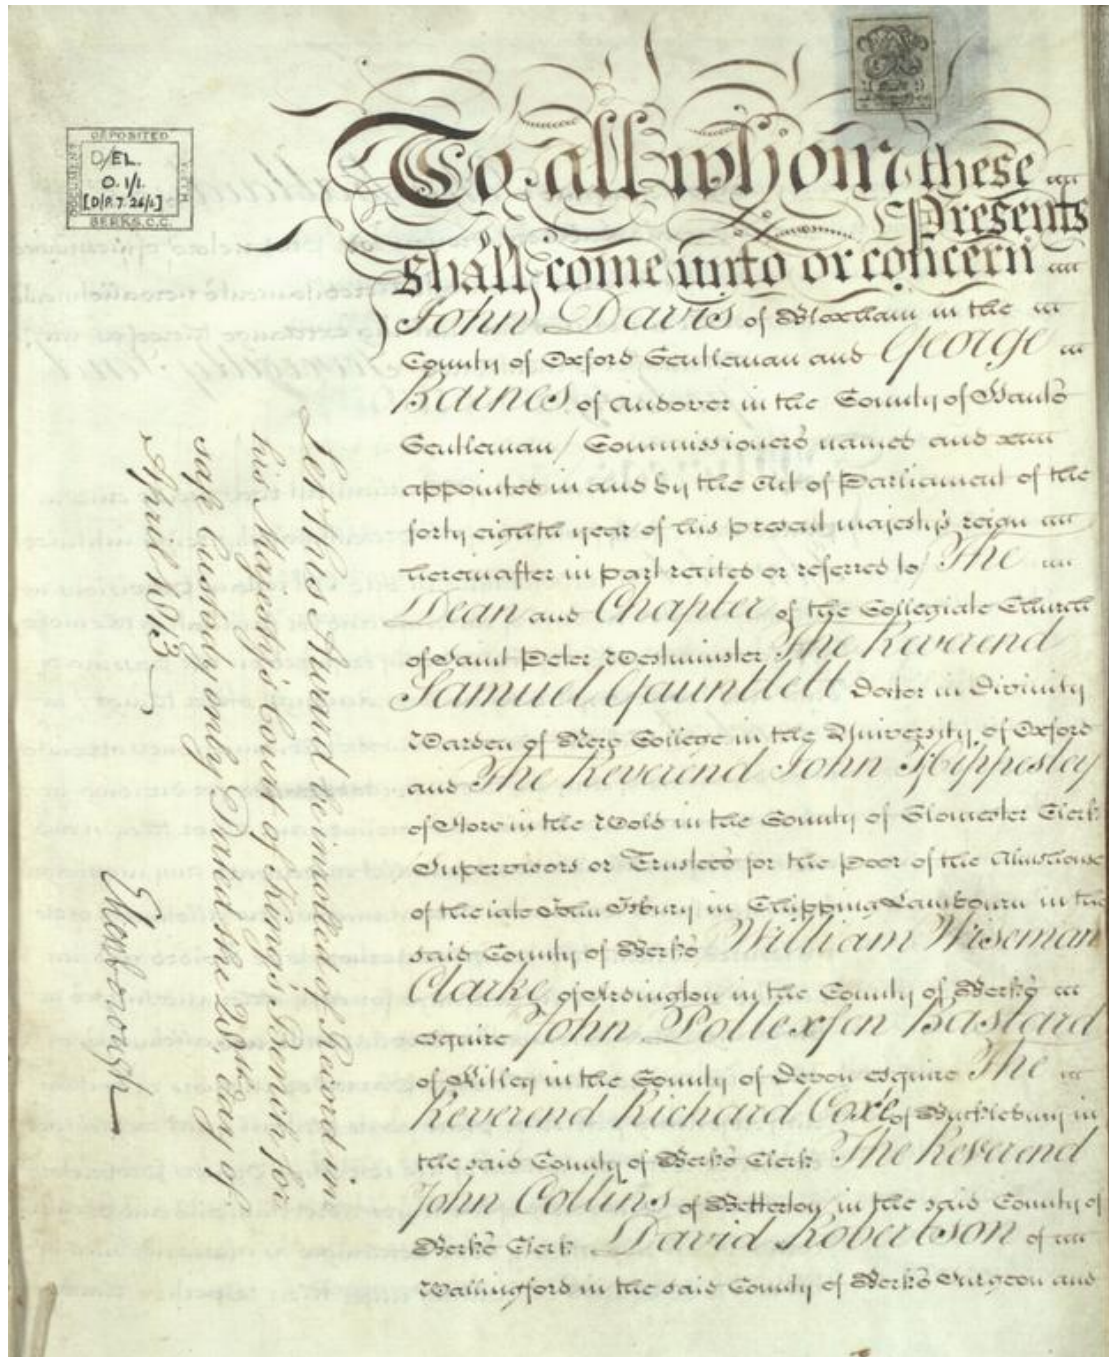 DEPOSITED
DOCUMENT
D/EL.
O. 1/1.
[D/P.7. 26/1]
BERKS. C.C.
To all whom these
Presents
shall come unto or concern
John Davis of Bloxham in the
County of Oxford Gentleman and George
Barnes of Andover in the County of Hants
Gentleman / Commissioners named and
appointed in and by the Act of Parliament of the
forty eighth year of his present majesty's reign
hereinafter in part recited or referred to / The
Dean and Chapter of the Collegiate Church
of Saint Peter Westminster The Reverend
Samuel Gauntlett Doctor in Divinity
Warden of New College in the University of Oxford
and The Reverend John Hippesley
of Stow in the Wold in the County of Gloucester Clerk
Supervisors or Trustees for the Poor of the Almshouse
of the late John Isbury in Chipping Lambourn in the
said County of Berks William Wiseman
Clarke of Ardington in the County of Berks
esquire John Pollexfen Bastard
of Kitley in the County of Devon esquire The
Reverend Richard Coxe of Bucklebury in
the said County of Berks Clerk The Reverend
John Collins of Betterton in the said County of
Berks Clerk David Robertson of
Wallingford in the said County of Berks Surgeon and
Let this Award be inrolled of Record in
his Majesty's Court of King's Bench for
safe Custody only Dated the 28th day of
April 1813
Ellenborough